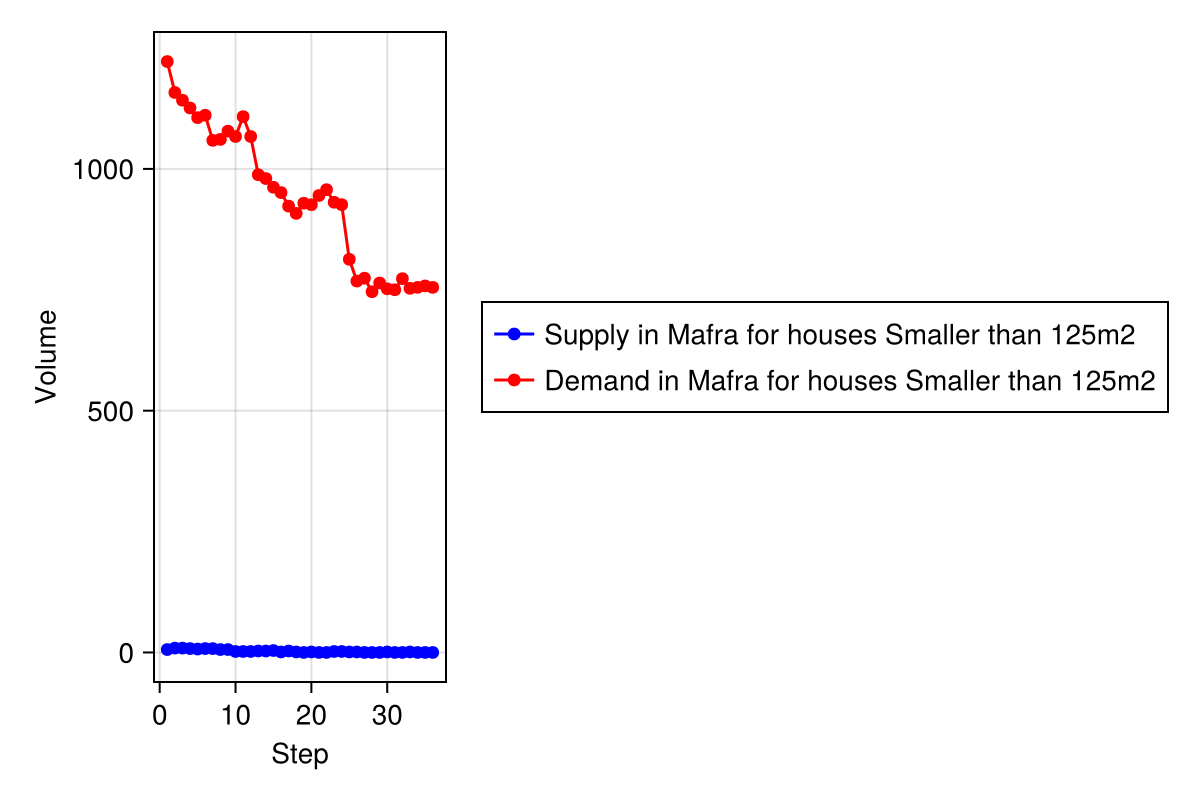 Volume
1000
500
0
0 10 20 30
Step
Supply in Mafra for houses Smaller than 125m2
Demand in Mafra for houses Smaller than 125m2